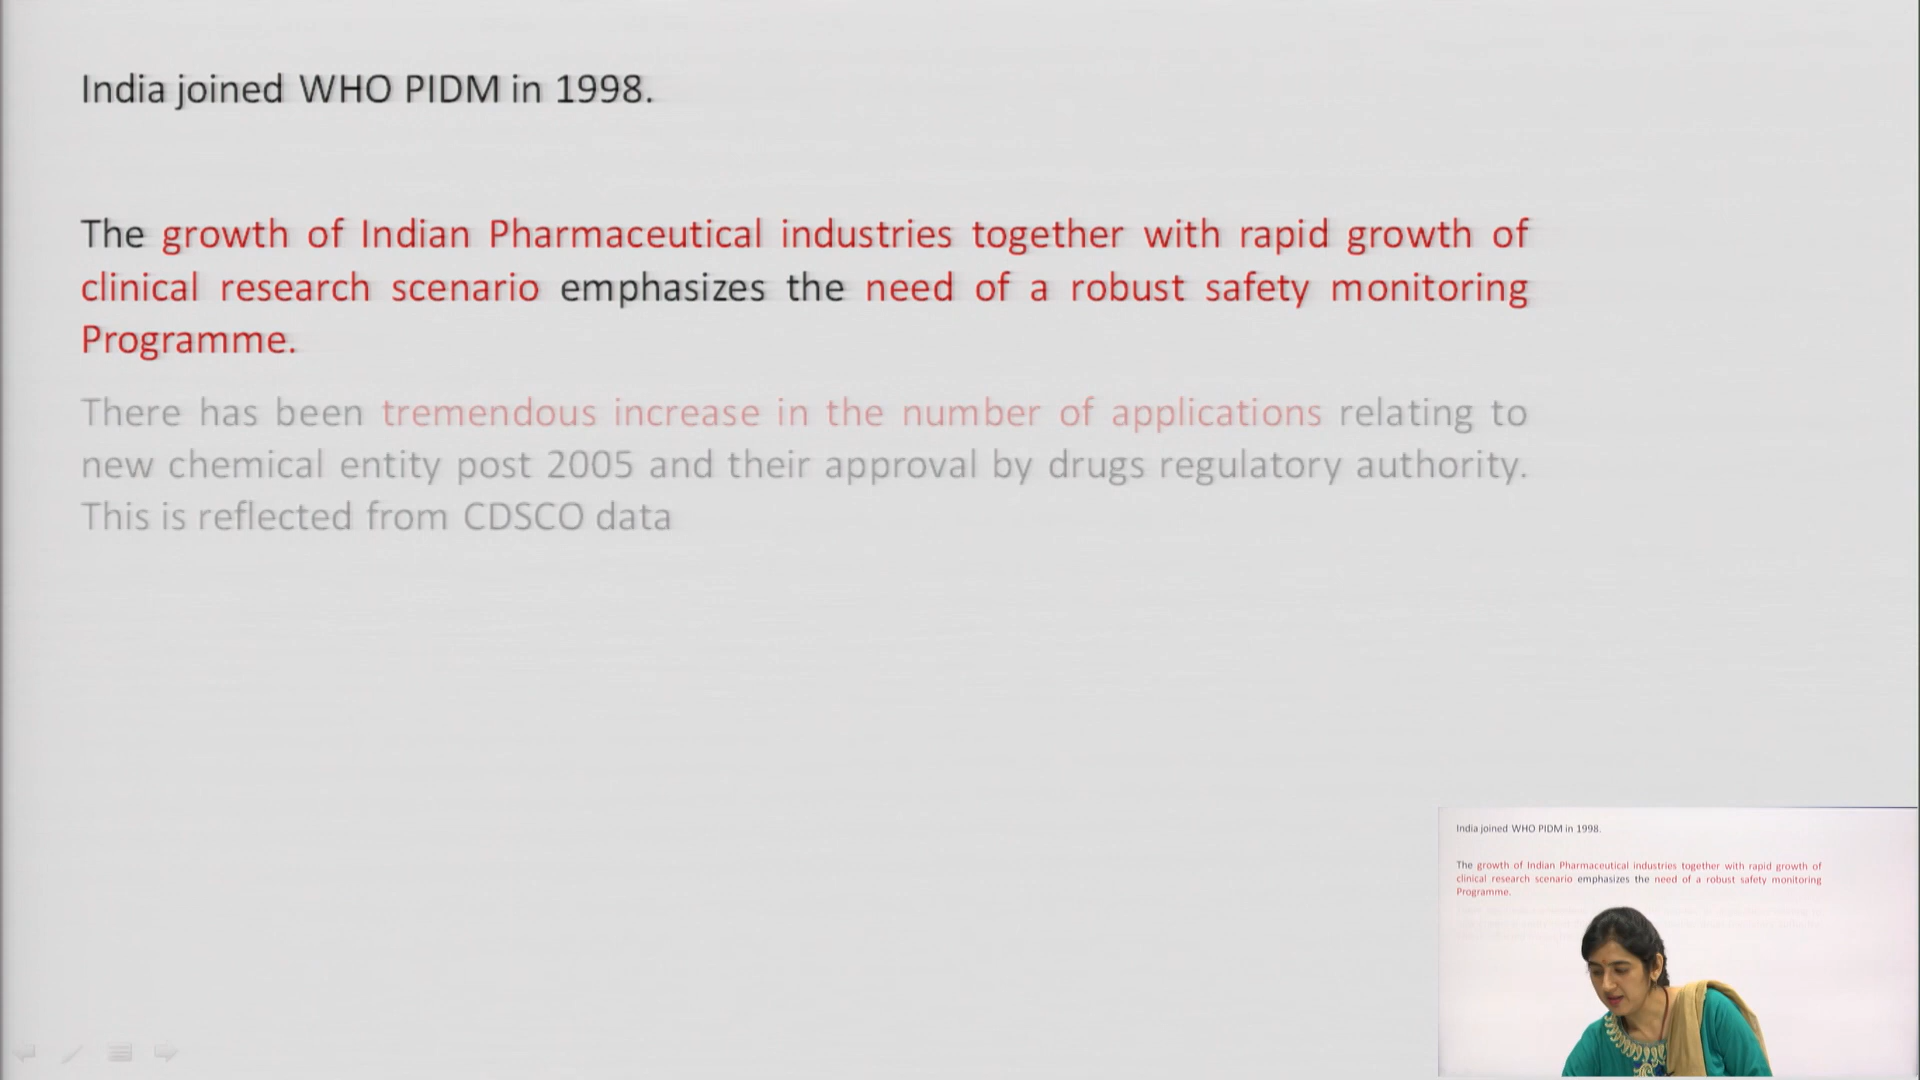 India joined WHO PIDM in 1998.
The growth of Indian Pharmaceutical industries together with rapid growth of
clinical research scenario emphasizes the need of a robust safety monitoring
Programme.
There has been tremendous increase in the number of applications relating to
new chemical entity post 2005 and their approval by drugs regulatory authority.
This is reflected from CDSCO data
India joined WHO PIDM in 1998.
The growth of Indian Pharmaceutical industries together with rapid growth of
clinical research scenario emphasizes the need of a robust safety monitoring
Programme.